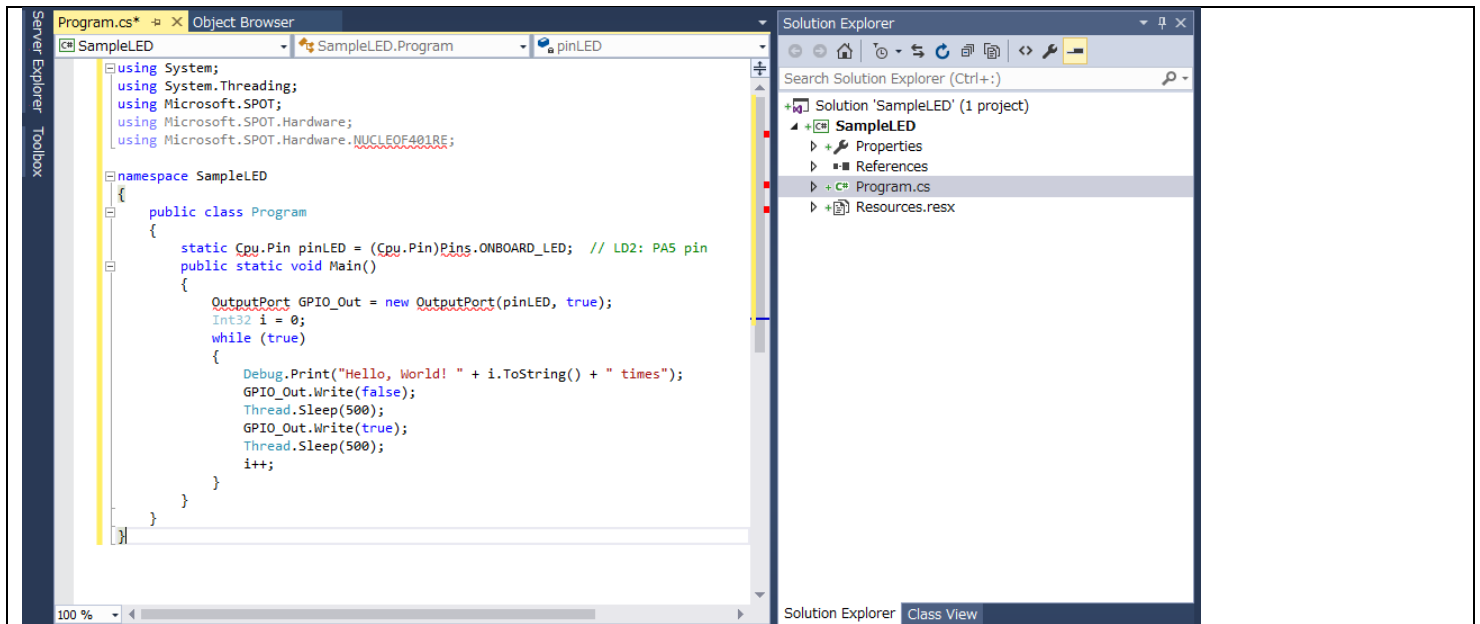 Server Explorer
Toolbox
Program.cs*
Object Browser
SampleLED
SampleLED.Program
pinLED
using System;
using System.Threading;
using Microsoft.SPOT;
using Microsoft.SPOT.Hardware;
using Microsoft.SPOT.Hardware.NUCLEOF401RE;
namespace SampleLED
{
public class Program
{
static Cpu.Pin pinLED = (Cpu.Pin)Pins.ONBOARD_LED;  // LD2: PA5 pin
public static void Main()
{
OutputPort GPIO_Out = new OutputPort(pinLED, true);
Int32 i = 0;
while (true)
{
Debug.Print("Hello, World! " + i.ToString() + " times");
GPIO_Out.Write(false);
Thread.Sleep(500);
GPIO_Out.Write(true);
Thread.Sleep(500);
i++;
}
}
}
}
100 %
Solution Explorer
Search Solution Explorer (Ctrl+:)
Solution 'SampleLED' (1 project)
SampleLED
Properties
References
Program.cs
Resources.resx
Solution Explorer
Class View